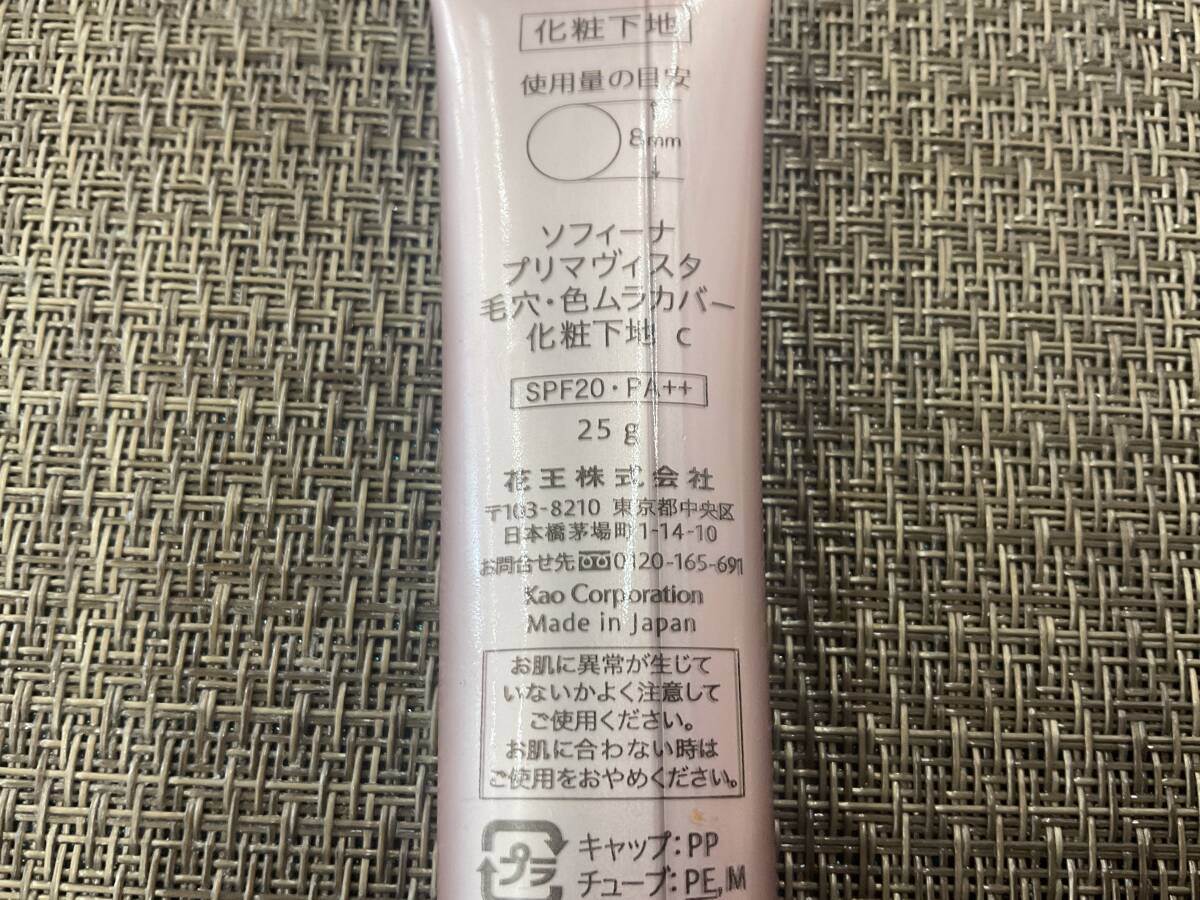 化粧下地
使用量の目安
8mm
ソフィーナ
プリマヴィスタ
毛穴・色ムラカバー
化粧下地 c
SPF20・PA++
25 g
花王株式会社
〒103-8210 東京都中央区
日本橋茅場町1-14-10
お問合せ先 0120-165-691
Kao Corporation
Made in Japan
お肌に異常が生じて
いないかよく注意して
ご使用ください。
お肌に合わない時は
ご使用をおやめください。
プラ
キャップ:PP
チューブ:PE,M